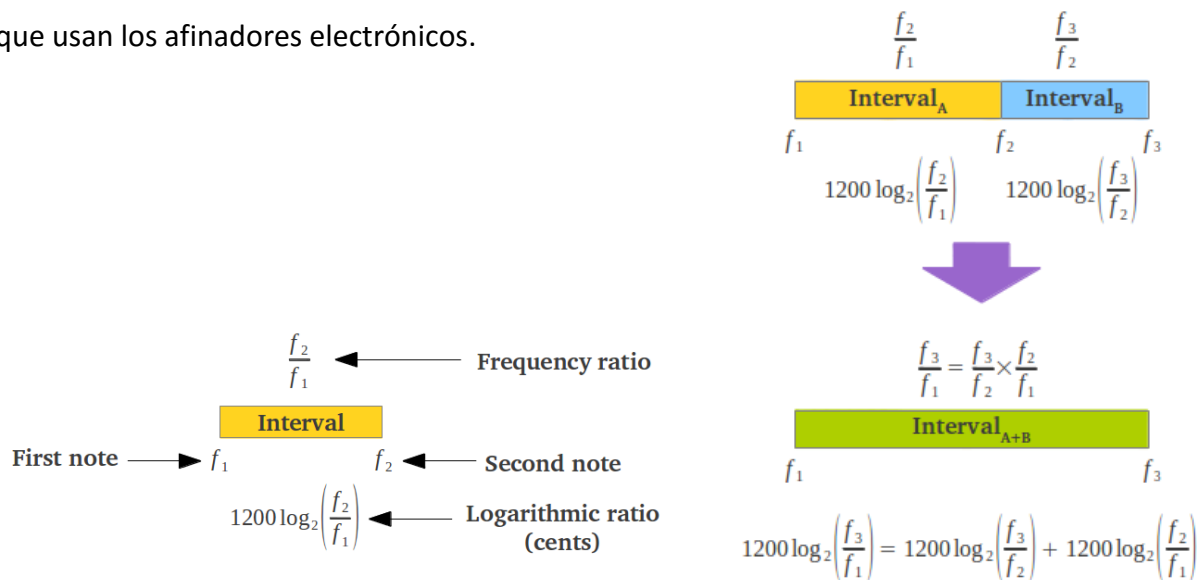 que usan los afinadores electrónicos.
f₂/f₁ f₃/f₂
Interval_A Interval_B
f₁ f₂ f₃
1200 log₂(f₂/f₁) 1200 log₂(f₃/f₂)
f₃/f₁ = f₃/f₂ × f₂/f₁
Interval_A+B
f₁ f₃
1200 log₂(f₃/f₁) = 1200 log₂(f₃/f₂) + 1200 log₂(f₂/f₁)
f₂/f₁ Frequency ratio
Interval
First note f₁ f₂ Second note
1200 log₂(f₂/f₁) Logarithmic ratio
(cents)